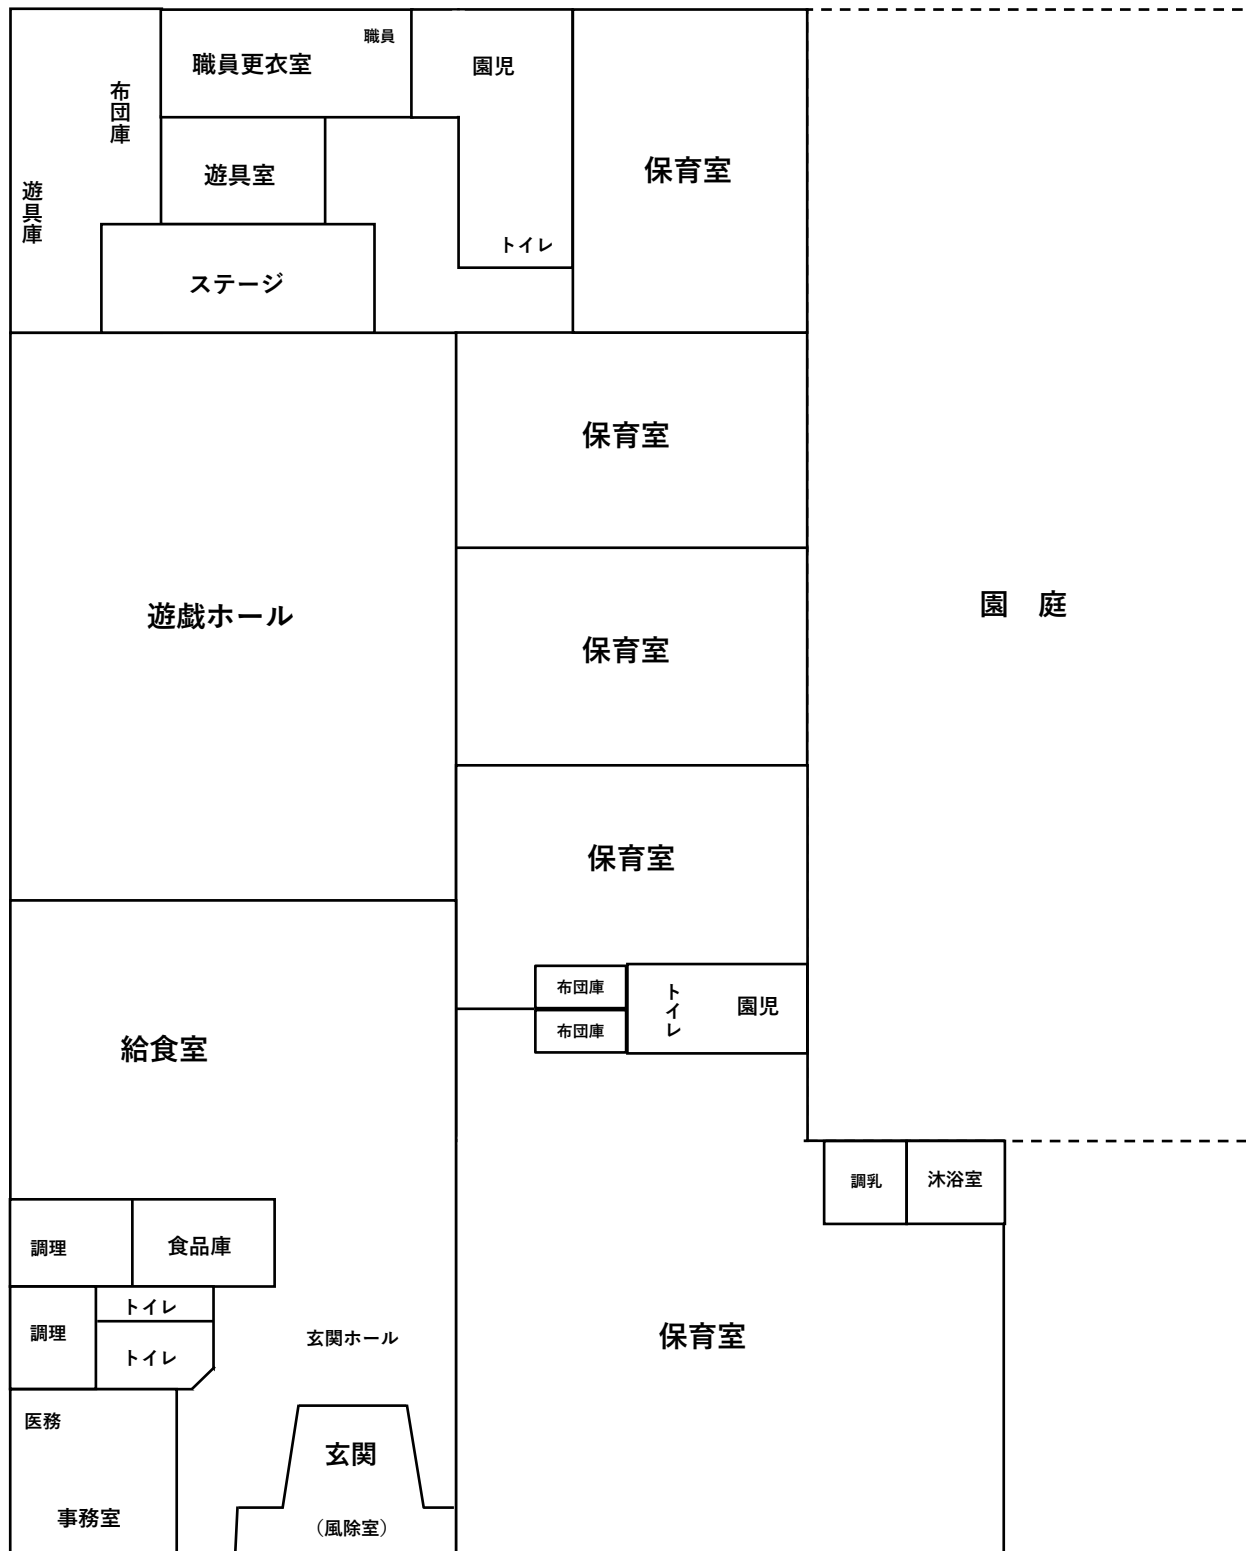 職員
職員更衣室
園児
布団庫
保育室
遊具室
遊具庫
トイレ
ステージ
保育室
園　庭
遊戯ホール
保育室
保育室
布団庫
トイレ
園児
布団庫
給食室
調乳
沐浴室
調理
食品庫
トイレ
調理
トイレ
玄関ホール
保育室
医務
玄関
事務室
（風除室）